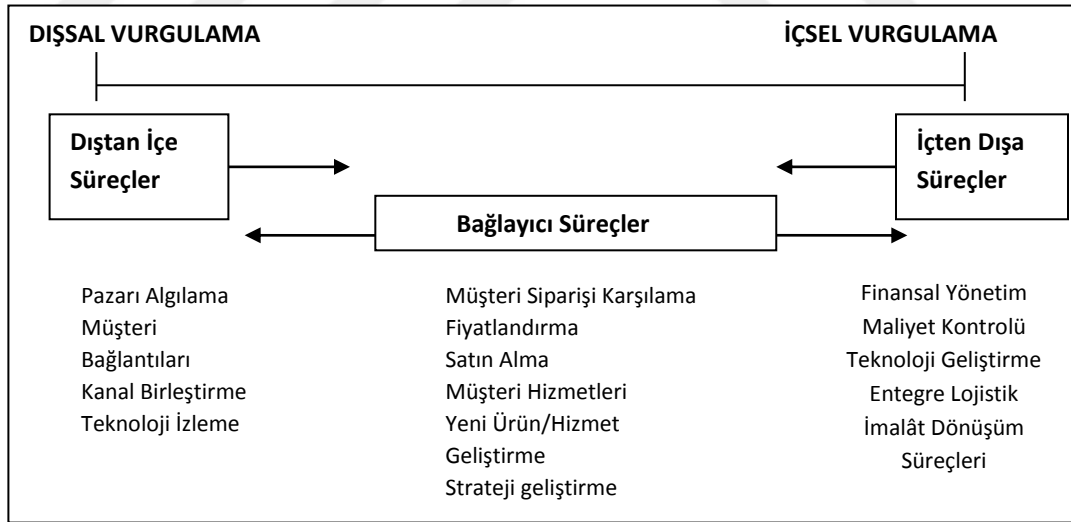 DIŞSAL VURGULAMA
İÇSEL VURGULAMA
Dıştan İçe
Süreçler
İçten Dışa
Süreçler
Bağlayıcı Süreçler
Pazarı Algılama
Müşteri
Bağlantıları
Kanal Birleştirme
Teknoloji İzleme
Müşteri Siparişi Karşılama
Fiyatlandırma
Satın Alma
Müşteri Hizmetleri
Yeni Ürün/Hizmet
Geliştirme
Strateji geliştirme
Finansal Yönetim
Maliyet Kontrolü
Teknoloji Geliştirme
Entegre Lojistik
İmalât Dönüşüm
Süreçleri